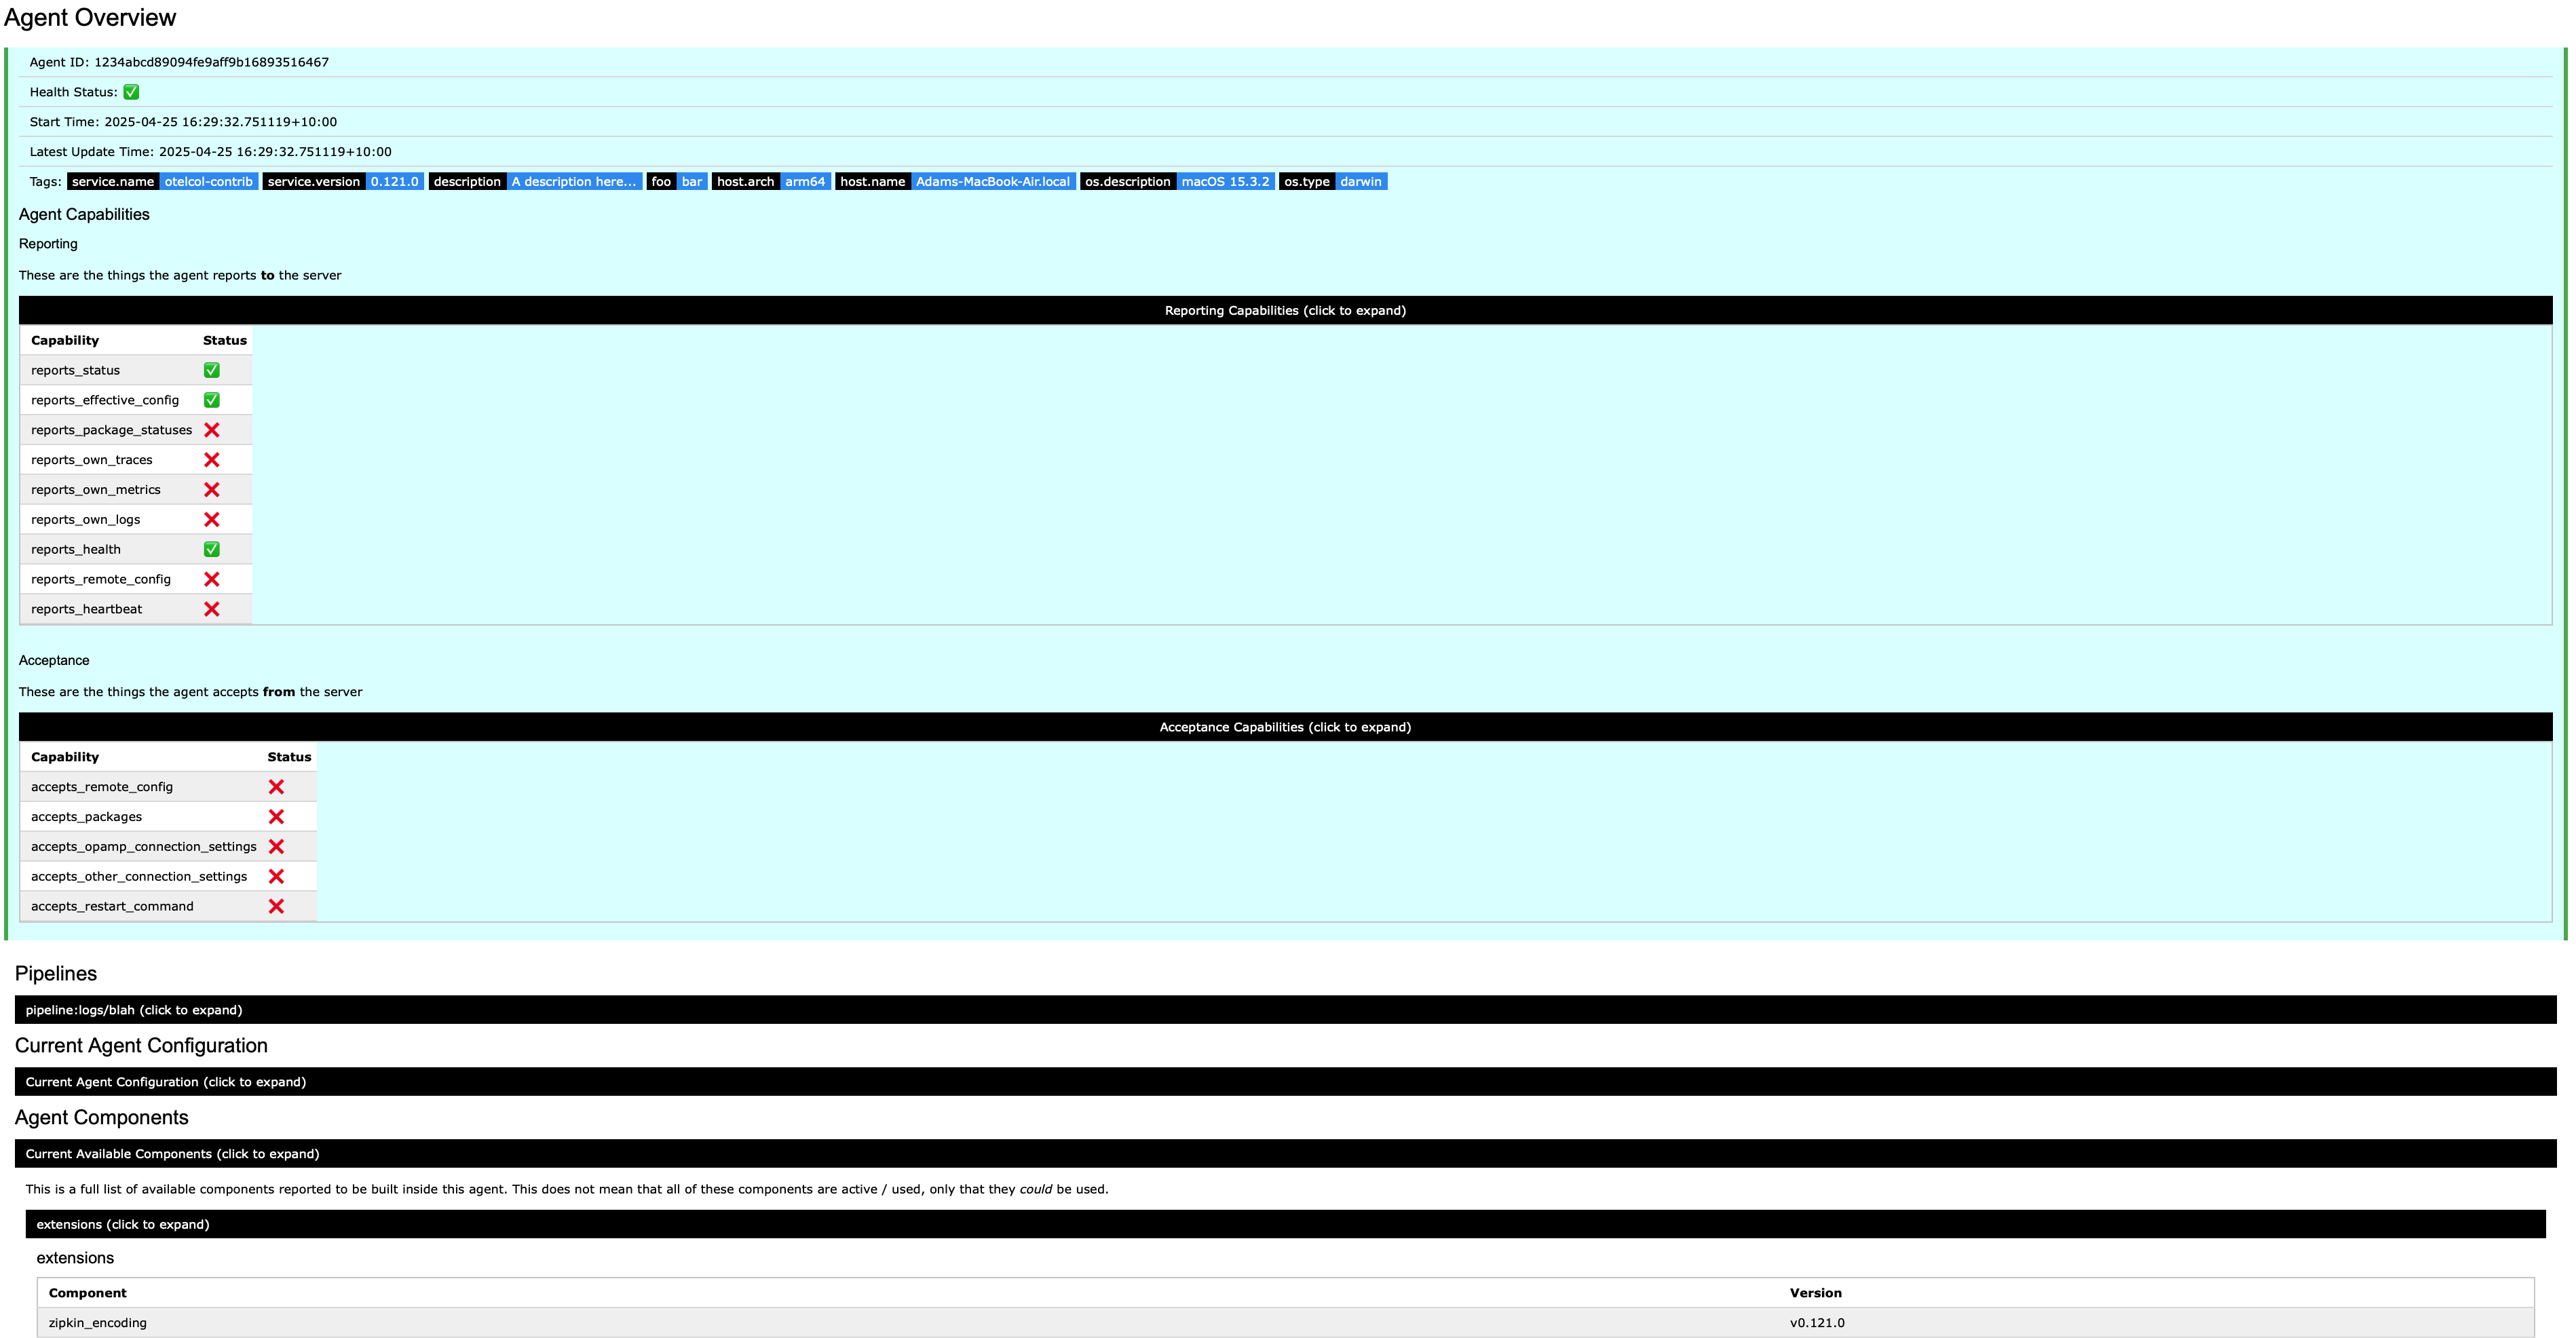 Agent Overview
Agent ID: 1234abcd89094fe9aff9b16893516467
Health Status: ✅
Start Time: 2025-04-25 16:29:32.751119+10:00
Latest Update Time: 2025-04-25 16:29:32.751119+10:00
Tags: service.name otelcol-contrib service.version 0.121.0 description A description here... foo bar host.arch arm64 host.name Adams-MacBook-Air.local os.description macOS 15.3.2 os.type darwin
Agent Capabilities
Reporting
These are the things the agent reports to the server
Reporting Capabilities (click to expand)
Capability Status
reports_status ✅
reports_effective_config ✅
reports_package_statuses ❌
reports_own_traces ❌
reports_own_metrics ❌
reports_own_logs ❌
reports_health ✅
reports_remote_config ❌
reports_heartbeat ❌
Acceptance
These are the things the agent accepts from the server
Acceptance Capabilities (click to expand)
Capability Status
accepts_remote_config ❌
accepts_packages ❌
accepts_opamp_connection_settings ❌
accepts_other_connection_settings ❌
accepts_restart_command ❌
Pipelines
pipeline:logs/blah (click to expand)
Current Agent Configuration
Current Agent Configuration (click to expand)
Agent Components
Current Available Components (click to expand)
This is a full list of available components reported to be built inside this agent. This does not mean that all of these components are active / used, only that they could be used.
extensions (click to expand)
extensions
Component Version
zipkin_encoding v0.121.0